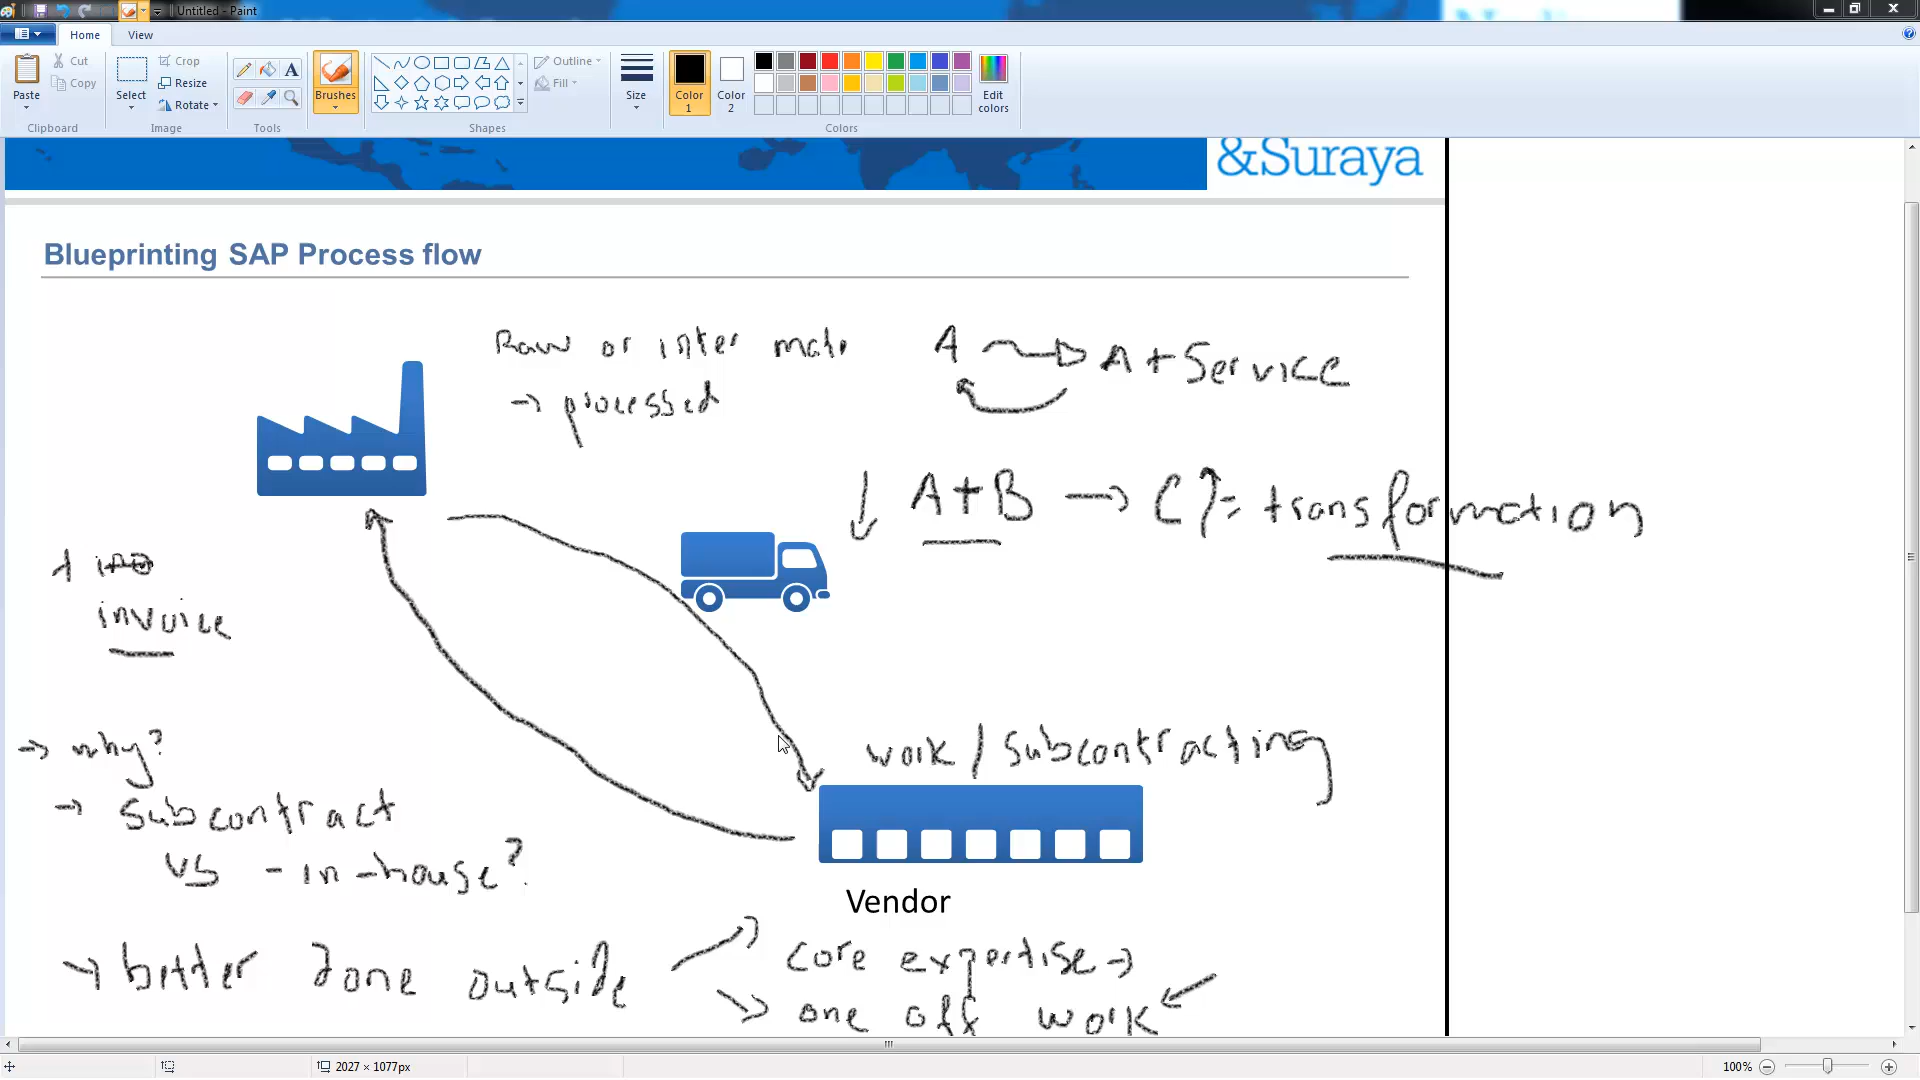 Untitled - Paint
Home
View
Paste
Cut
Copy
Clipboard
Select
Crop
Resize
Rotate
Image
Tools
Brushes
Shapes
Outline
Fill
Size
Color 1
Color 2
Edit colors
Colors
&Suraya
Blueprinting SAP Process flow
Raw or inter mate
→ processed
A → A + Service
↓ A+B → C↑ = transformation
invoice
work / subcontracting
→ why?
→ subcontract
vs - in-house?
Vendor
→ better done outside
core expertise →
one off work
2027 × 1077px
100%